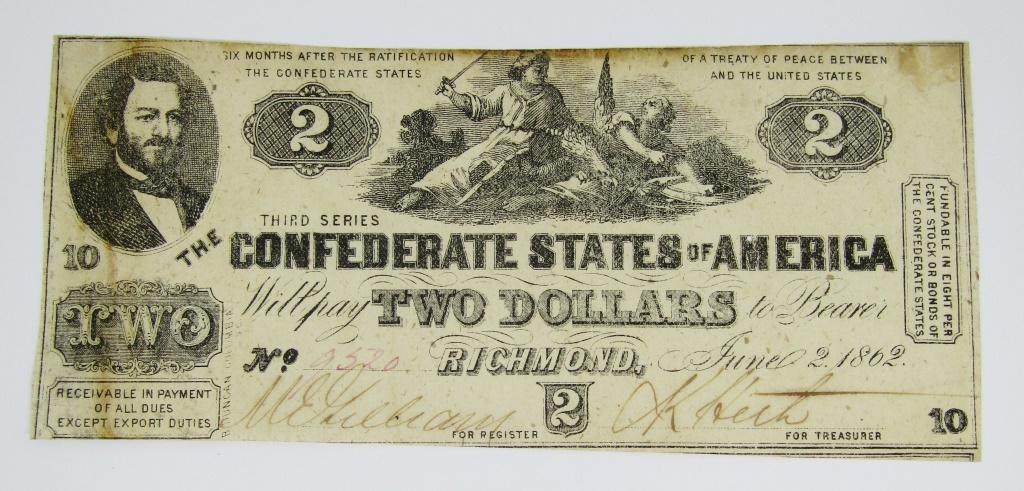 SIX MONTHS AFTER THE RATIFICATION OF A TREATY OF PEACE BETWEEN
THE CONFEDERATE STATES AND THE UNITED STATES
2 2
THIRD SERIES
THE CONFEDERATE STATES OF AMERICA
10
Will pay TWO DOLLARS to Bearer
TWO
No. RICHMOND, June 2. 1862.
RECEIVABLE IN PAYMENT
OF ALL DUES
EXCEPT EXPORT DUTIES
2
FOR REGISTER
FOR TREASURER
10
FUNDABLE IN EIGHT PER
CENT STOCK OR BONDS OF
THE CONFEDERATE STATES